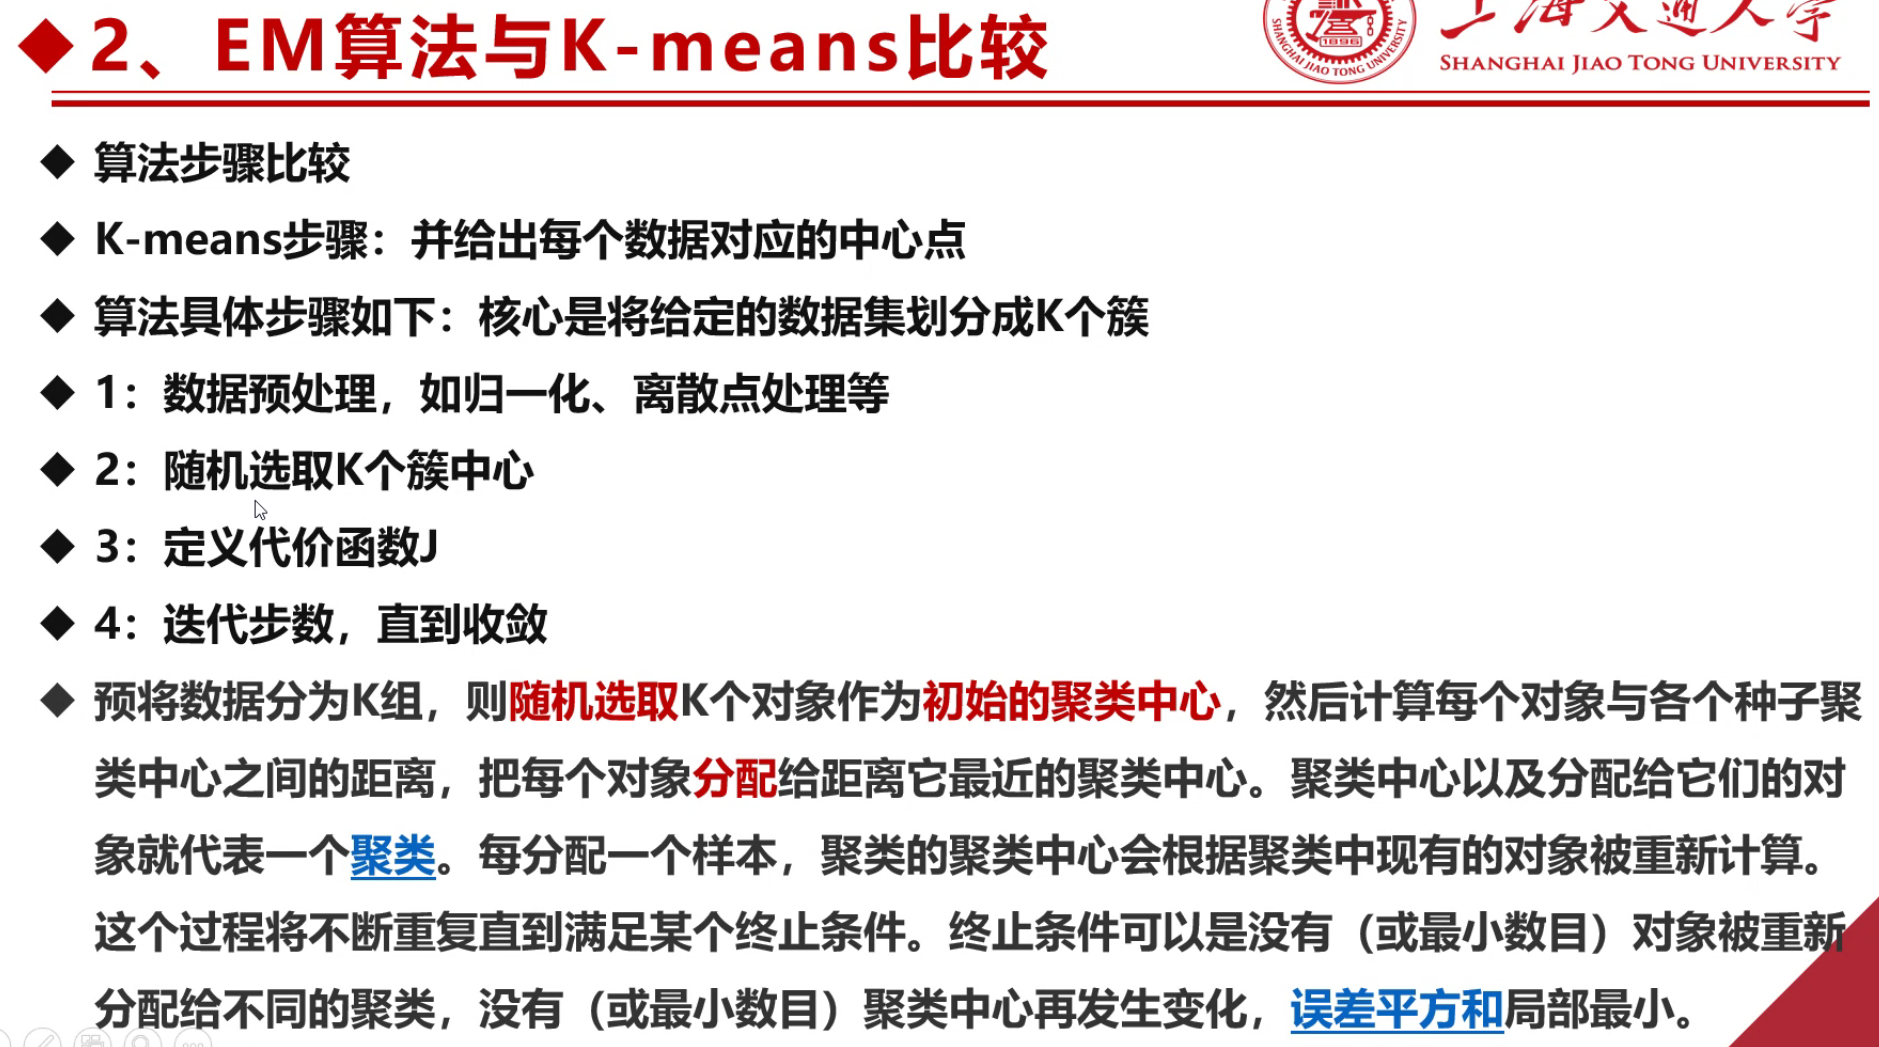 ◆2、EM算法与K-means比较
上海交通大学
SHANGHAI JIAO TONG UNIVERSITY
SHANGHAI JIAO TONG UNIVERSITY
1896
◆ 算法步骤比较
◆ K-means步骤：并给出每个数据对应的中心点
◆ 算法具体步骤如下：核心是将给定的数据集划分成K个簇
◆ 1：数据预处理，如归一化、离散点处理等
◆ 2：随机选取K个簇中心
◆ 3：定义代价函数J
◆ 4：迭代步数，直到收敛
◆ 预将数据分为K组，则随机选取K个对象作为初始的聚类中心，然后计算每个对象与各个种子聚
类中心之间的距离，把每个对象分配给距离它最近的聚类中心。聚类中心以及分配给它们的对
象就代表一个聚类。每分配一个样本，聚类的聚类中心会根据聚类中现有的对象被重新计算。
这个过程将不断重复直到满足某个终止条件。终止条件可以是没有（或最小数目）对象被重新
分配给不同的聚类，没有（或最小数目）聚类中心再发生变化，误差平方和局部最小。